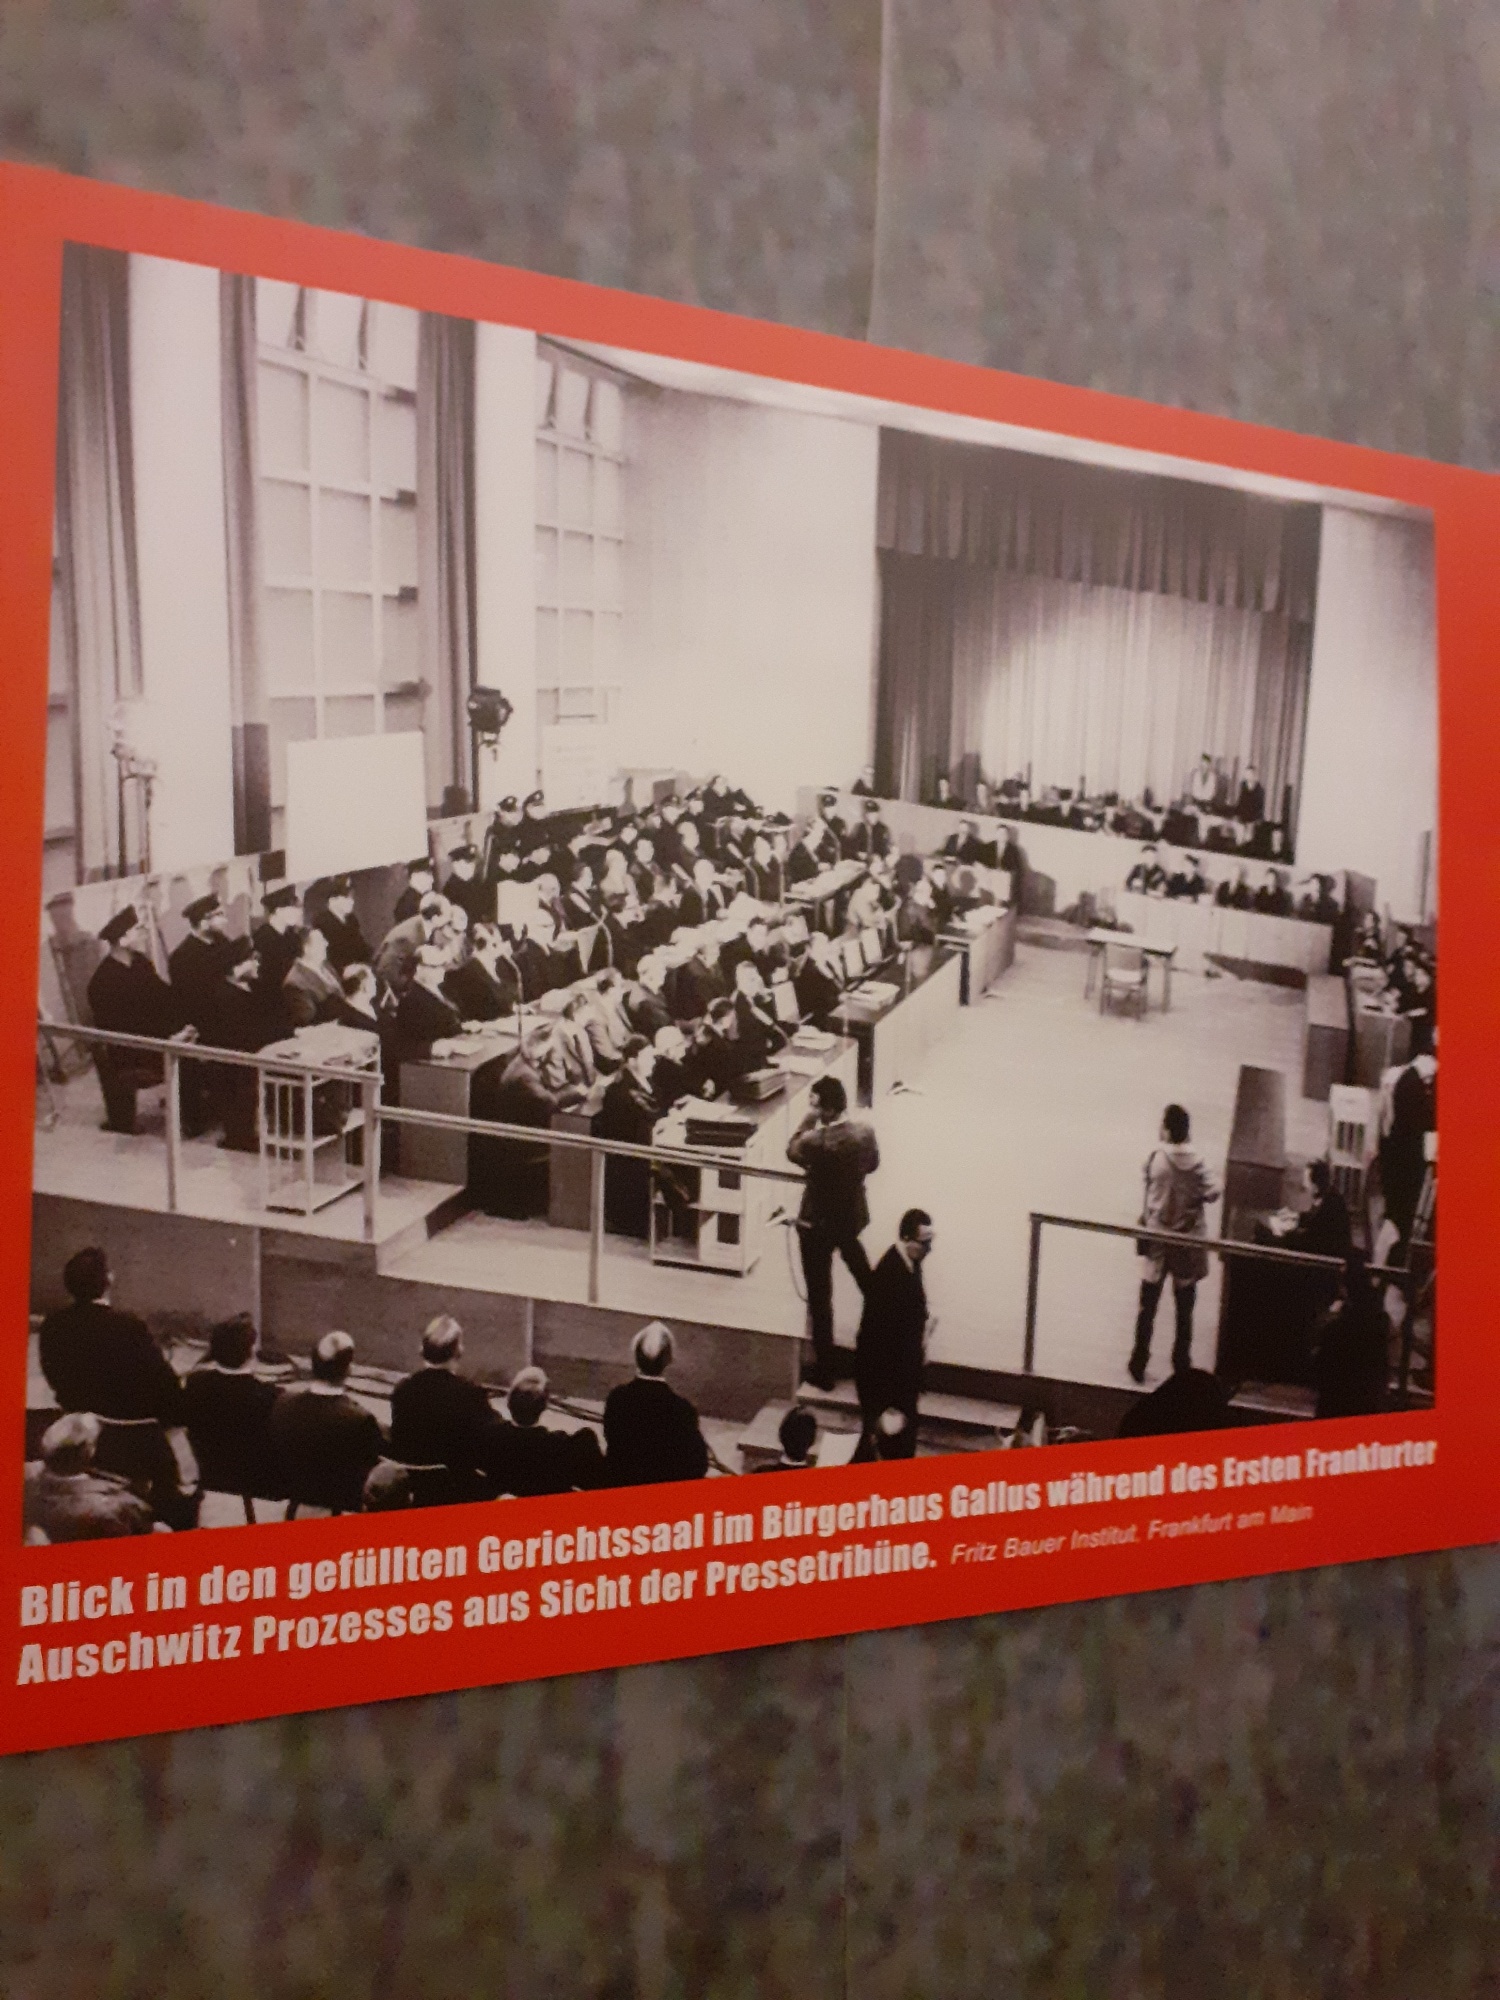 Blick in den gefüllten Gerichtssaal im Bürgerhaus Gallus während des Ersten Frankfurter
Auschwitz Prozesses aus Sicht der Pressetribüne. Fritz Bauer Institut, Frankfurt am Main